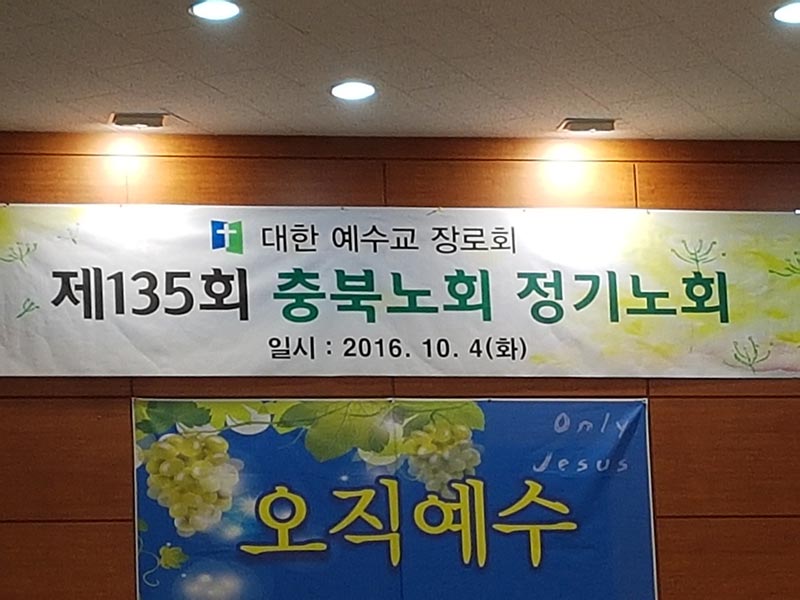 대한 예수교 장로회
제135회 충북노회 정기노회
일시 : 2016. 10. 4(화)
Only
Jesus
오직예수